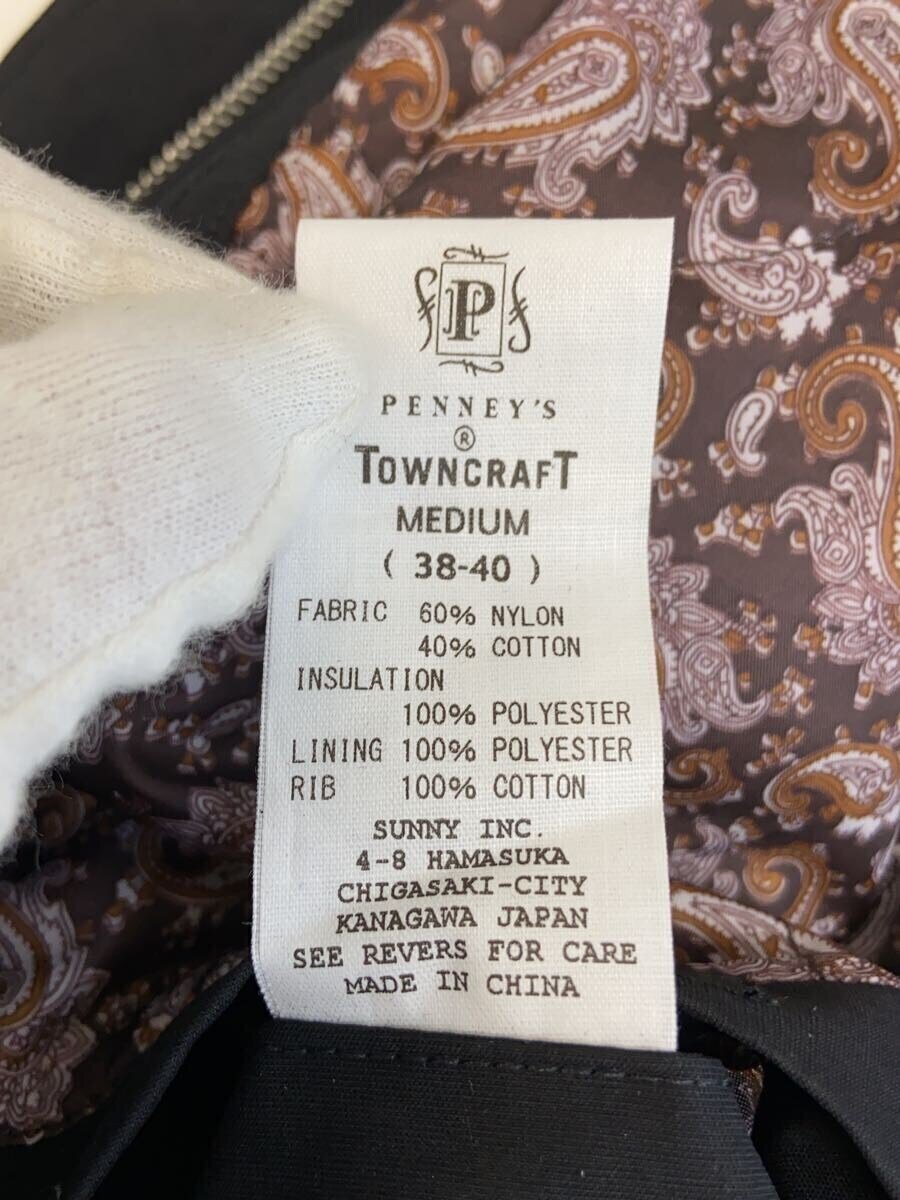 P
PENNEY'S
®
TOWNCRAFT
MEDIUM
( 38-40 )
FABRIC 60% NYLON
40% COTTON
INSULATION
100% POLYESTER
LINING 100% POLYESTER
RIB 100% COTTON
SUNNY INC.
4-8 HAMASUKA
CHIGASAKI-CITY
KANAGAWA JAPAN
SEE REVERS FOR CARE
MADE IN CHINA